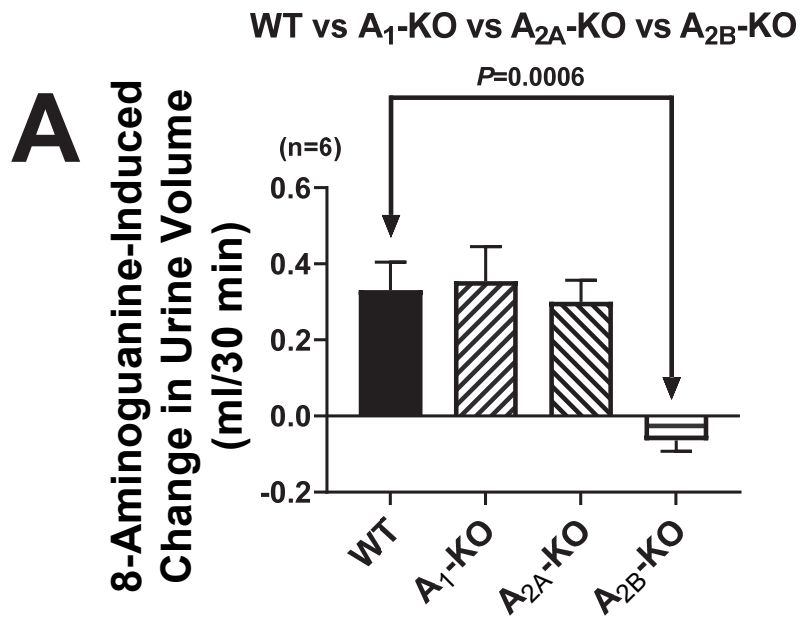 WT vs A₁-KO vs A₂A-KO vs A₂B-KO
P=0.0006
A
(n=6)
8-Aminoguanine-Induced
Change in Urine Volume
(ml/30 min)
0.6
0.4
0.2
0.0
-0.2
WT
A₁-KO
A₂A-KO
A₂B-KO